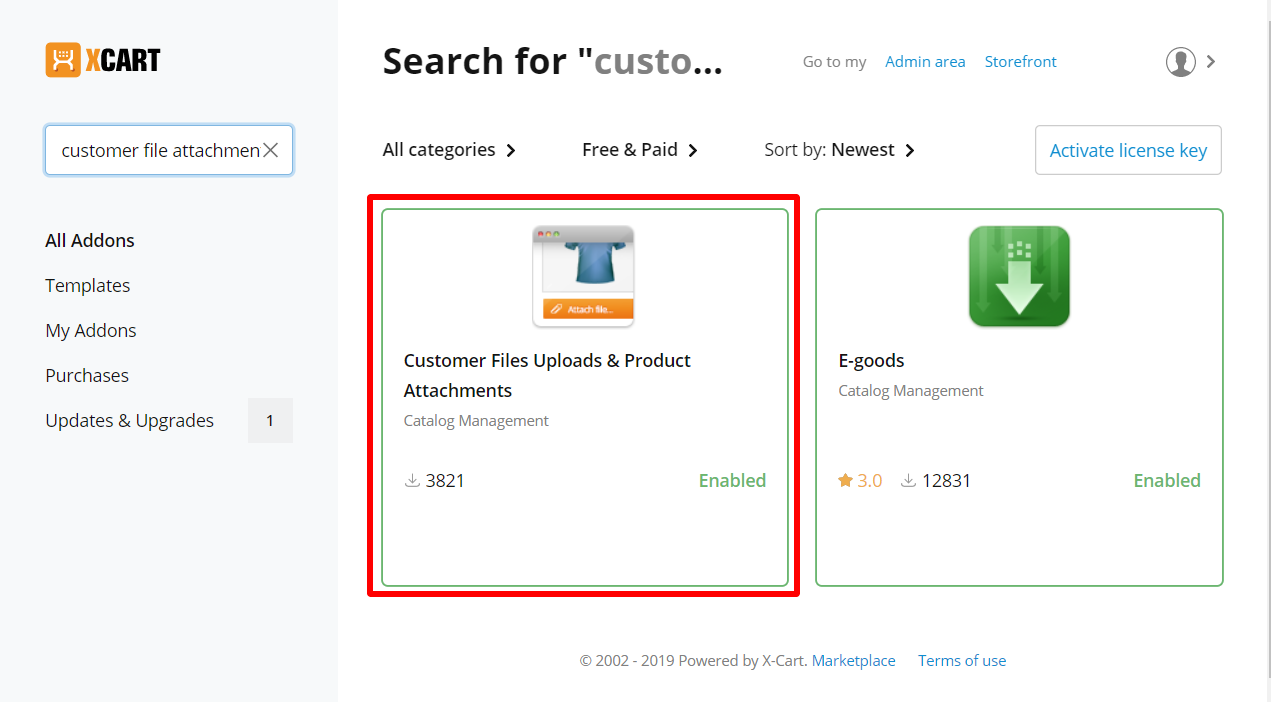 XCART
Search for "custo...
Go to my Admin area Storefront
customer file attachmen
All categories
Free & Paid
Sort by: Newest
Activate license key
All Addons
Templates
My Addons
Purchases
Updates & Upgrades 1
Attach file...
Customer Files Uploads & Product
Attachments
Catalog Management
3821 Enabled
E-goods
Catalog Management
3.0 12831 Enabled
© 2002 - 2019 Powered by X-Cart. Marketplace Terms of use